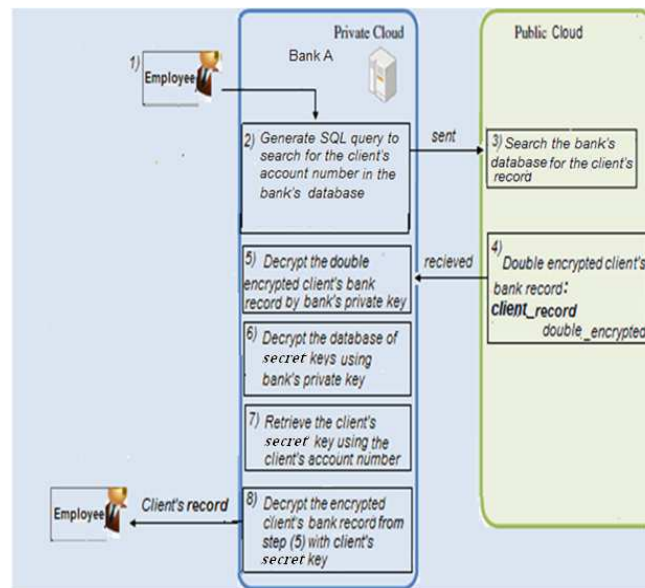 Private Cloud
Public Cloud
Bank A
1)
Employee
2) Generate SQL query to
search for the client's
account number in the
bank's database
sent
3) Search the bank's
database for the client's
record
recieved
4)
Double encrypted client's
bank record:
client_record
double_encrypted
5) Decrypt the double
encrypted client's bank
record by bank's private key
6)
Decrypt the database of
secret keys using
bank's private key
7)
Retrieve the client's
secret key using the
client's account number
8)
Decrypt the encrypted
client's bank record from
step (5) with client's
secret key
Client's record
Employee